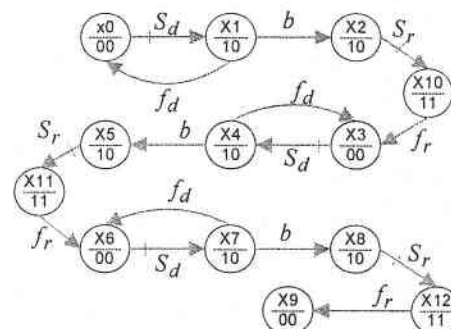 x0 00 S_d X1 10 b X2 10 S_r
f_d
X10 11
f_r
f_d
S_r X5 10 b X4 10 S_d X3 00
X11 11
f_r
f_d
X6 00 S_d X7 10 b X8 10 S_r
X9 00 f_r X12 11